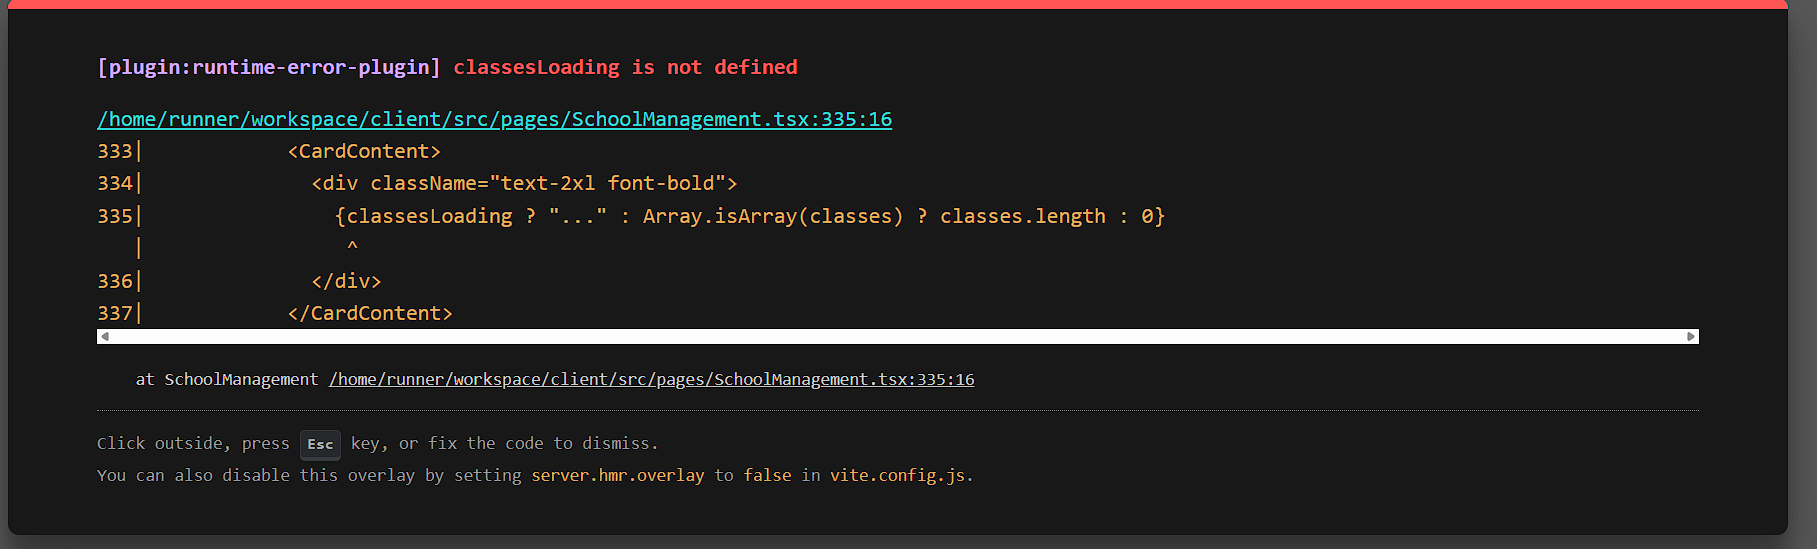 [plugin:runtime-error-plugin] classesLoading is not defined
/home/runner/workspace/client/src/pages/SchoolManagement.tsx:335:16
333|            <CardContent>
334|              <div className="text-2xl font-bold">
335|                {classesLoading ? "..." : Array.isArray(classes) ? classes.length : 0}
   |                 ^
336|              </div>
337|            </CardContent>
at SchoolManagement /home/runner/workspace/client/src/pages/SchoolManagement.tsx:335:16
Click outside, press Esc key, or fix the code to dismiss.
You can also disable this overlay by setting server.hmr.overlay to false in vite.config.js.